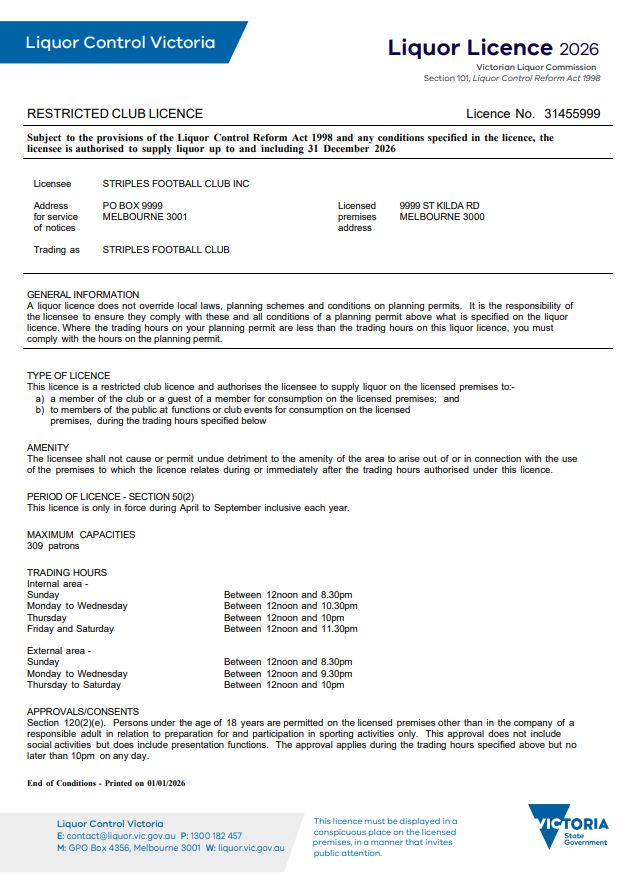 Liquor Control Victoria
Liquor Licence 2026
Victorian Liquor Commission
Section 101, Liquor Control Reform Act 1998
RESTRICTED CLUB LICENCE Licence No. 31455999
Subject to the provisions of the Liquor Control Reform Act 1998 and any conditions specified in the licence, the
licensee is authorised to supply liquor up to and including 31 December 2026
Licensee STRIPLES FOOTBALL CLUB INC
Address PO BOX 9999 Licensed 9999 ST KILDA RD
for service MELBOURNE 3001 premises MELBOURNE 3000
of notices address
Trading as STRIPLES FOOTBALL CLUB
GENERAL INFORMATION
A liquor licence does not override local laws, planning schemes and conditions on planning permits. It is the responsibility of
the licensee to ensure they comply with these and all conditions of a planning permit above what is specified on the liquor
licence. Where the trading hours on your planning permit are less than the trading hours on this liquor licence, you must
comply with the hours on the planning permit.
TYPE OF LICENCE
This licence is a restricted club licence and authorises the licensee to supply liquor on the licensed premises to:-
a) a member of the club or a guest of a member for consumption on the licensed premises; and
b) to members of the public at functions or club events for consumption on the licensed
premises, during the trading hours specified below
AMENITY
The licensee shall not cause or permit undue detriment to the amenity of the area to arise out of or in connection with the use
of the premises to which the licence relates during or immediately after the trading hours authorised under this licence.
PERIOD OF LICENCE - SECTION 50(2)
This licence is only in force during April to September inclusive each year.
MAXIMUM CAPACITIES
309 patrons
TRADING HOURS
Internal area -
Sunday Between 12noon and 8.30pm
Monday to Wednesday Between 12noon and 10.30pm
Thursday Between 12noon and 10pm
Friday and Saturday Between 12noon and 11.30pm
External area -
Sunday Between 12noon and 8.30pm
Monday to Wednesday Between 12noon and 9.30pm
Thursday to Saturday Between 12noon and 10pm
APPROVALS/CONSENTS
Section 120(2)(e). Persons under the age of 18 years are permitted on the licensed premises other than in the company of a
responsible adult in relation to preparation for and participation in sporting activities only. This approval does not include
social activities but does include presentation functions. The approval applies during the trading hours specified above but no
later than 10pm on any day.
End of Conditions - Printed on 01/01/2026
Liquor Control Victoria
E: contact@liquor.vic.gov.au P: 1300 182 457
M: GPO Box 4356, Melbourne 3001 W: liquor.vic.gov.au
This licence must be displayed in a
conspicuous place on the licensed
premises, in a manner that invites
public attention.
VICTORIA
State
Government